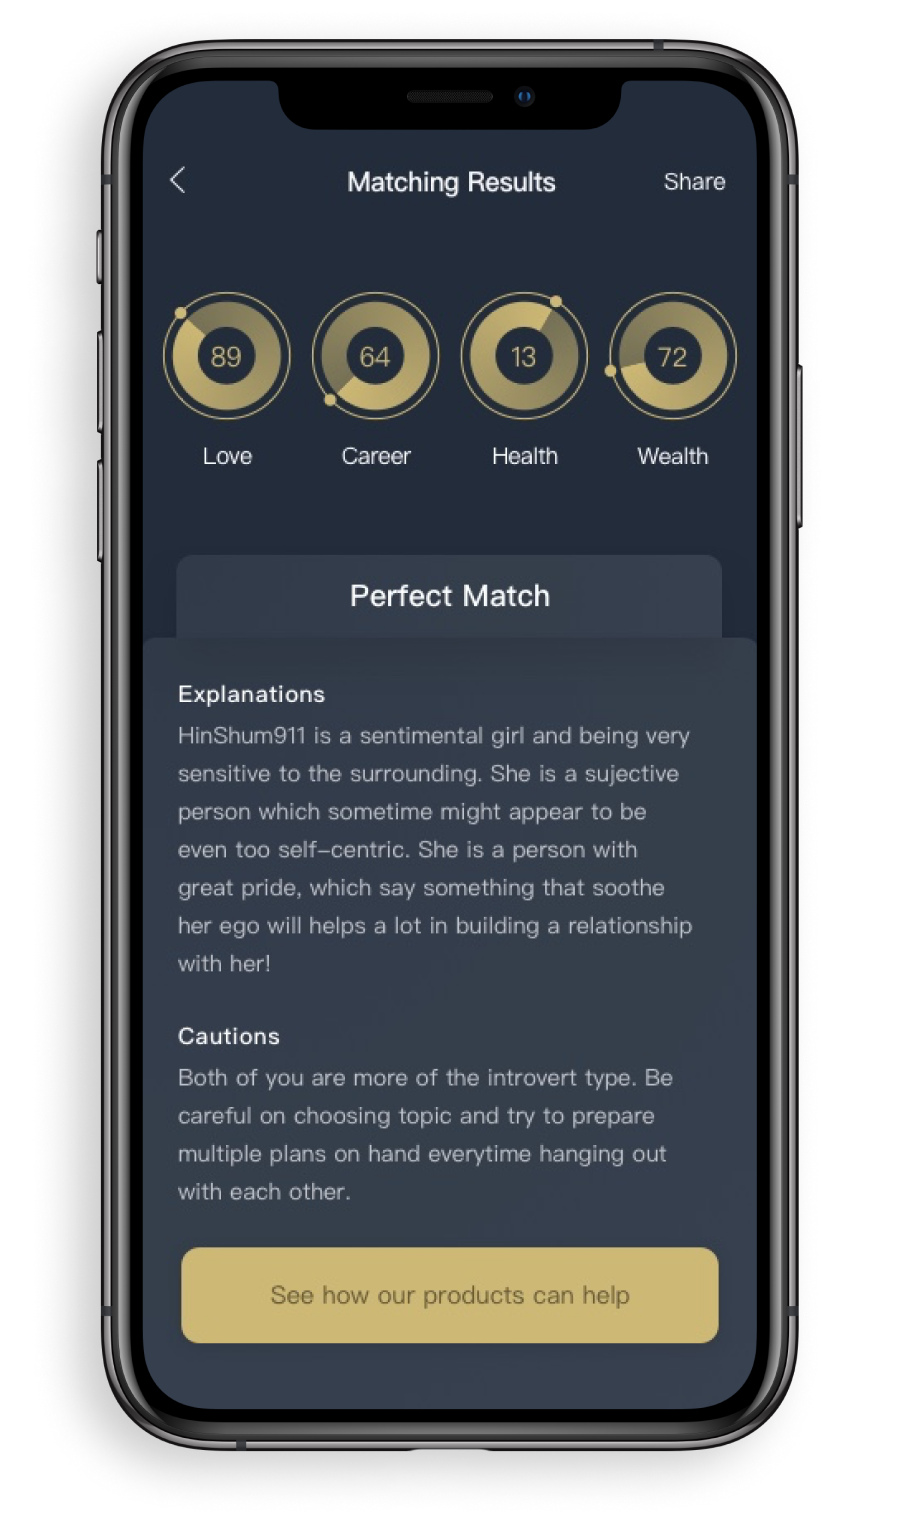 Matching Results
Share
89
64
13
72
Love
Career
Health
Wealth
Perfect Match
Explanations
HinShum911 is a sentimental girl and being very
sensitive to the surrounding. She is a sujective
person which sometime might appear to be
even too self-centric. She is a person with
great pride, which say something that soothe
her ego will helps a lot in building a relationship
with her!
Cautions
Both of you are more of the introvert type. Be
careful on choosing topic and try to prepare
multiple plans on hand everytime hanging out
with each other.
See how our products can help